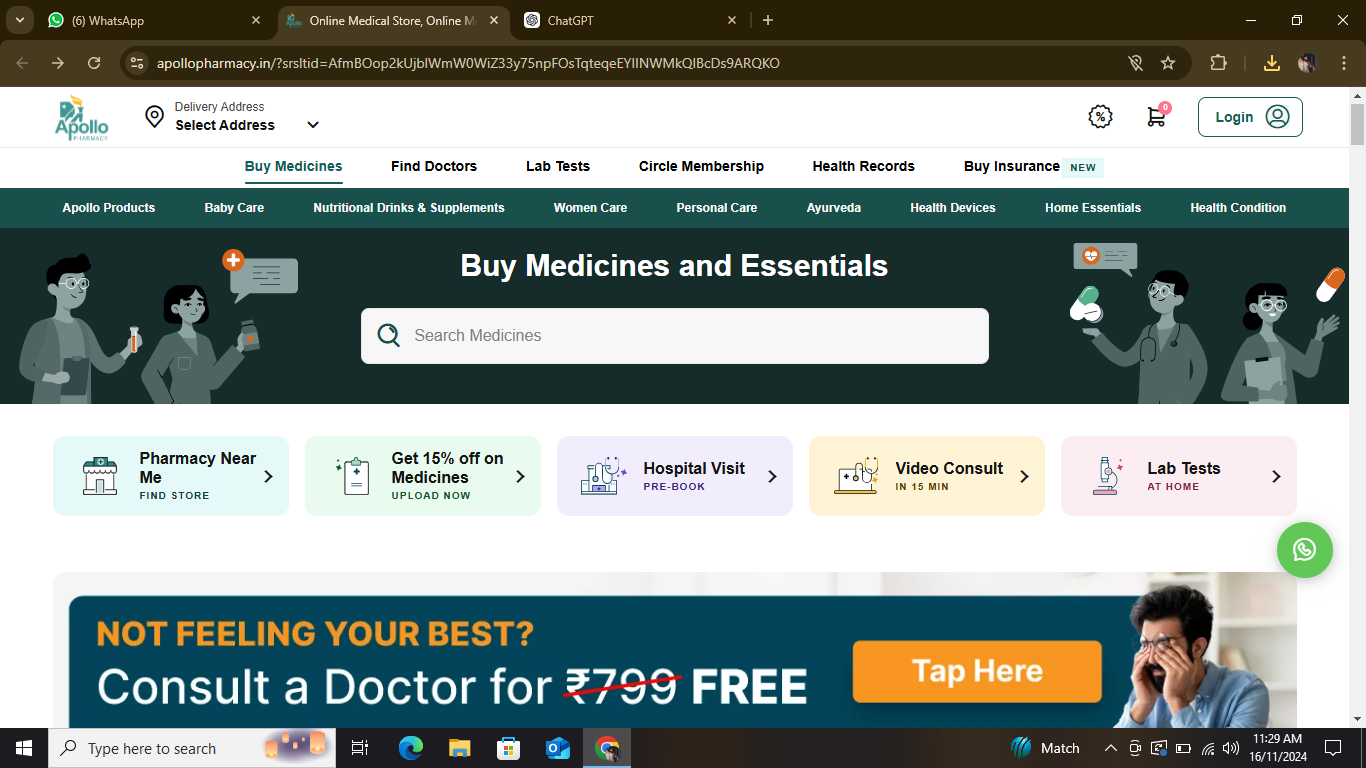 (6) WhatsApp
Online Medical Store, Online M
ChatGPT
apollopharmacy.in/?srsltid=AfmBOop2kUjblWmW0WiZ33y75npFOsTqteqeEYIlNWMkQlBcDs9ARQKO
Apollo
PHARMACY
Delivery Address
Select Address
%
0
Login
Buy Medicines
Find Doctors
Lab Tests
Circle Membership
Health Records
Buy Insurance NEW
Apollo Products
Baby Care
Nutritional Drinks & Supplements
Women Care
Personal Care
Ayurveda
Health Devices
Home Essentials
Health Condition
Buy Medicines and Essentials
Search Medicines
Pharmacy Near
Me
FIND STORE
Get 15% off on
Medicines
UPLOAD NOW
Hospital Visit
PRE-BOOK
Video Consult
IN 15 MIN
Lab Tests
AT HOME
NOT FEELING YOUR BEST?
Consult a Doctor for ₹799 FREE
Tap Here
Type here to search
Match
11:29 AM
16/11/2024